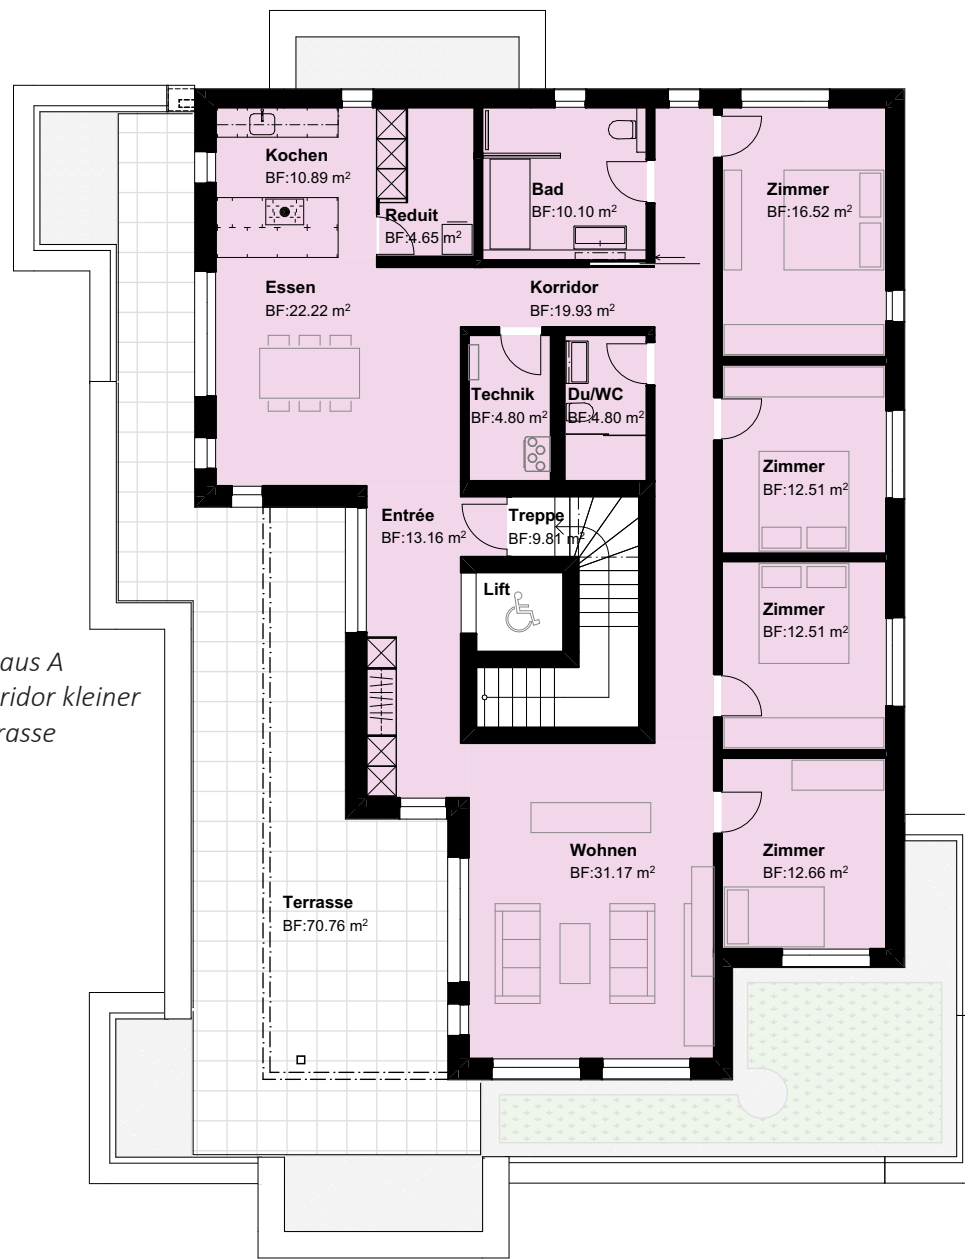 Kochen
BF:10.89 m²
Reduit
BF:4.65 m²
Bad
BF:10.10 m²
Zimmer
BF:16.52 m²
Essen
BF:22.22 m²
Korridor
BF:19.93 m²
Technik
BF:4.80 m²
Du/WC
BF:4.80 m²
Zimmer
BF:12.51 m²
Entrée
BF:13.16 m²
Treppe
BF:9.81 m²
Lift
Zimmer
BF:12.51 m²
aus A
ridor kleiner
rasse
Wohnen
BF:31.17 m²
Zimmer
BF:12.66 m²
Terrasse
BF:70.76 m²